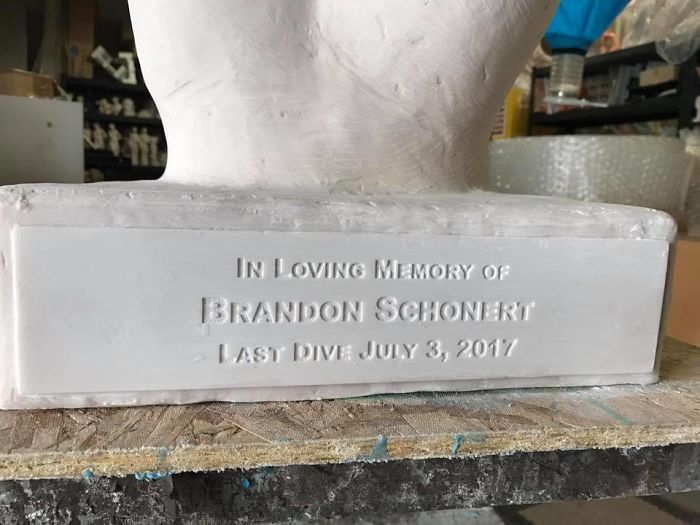 In Loving Memory of
Brandon Schonert
Last Dive July 3, 2017